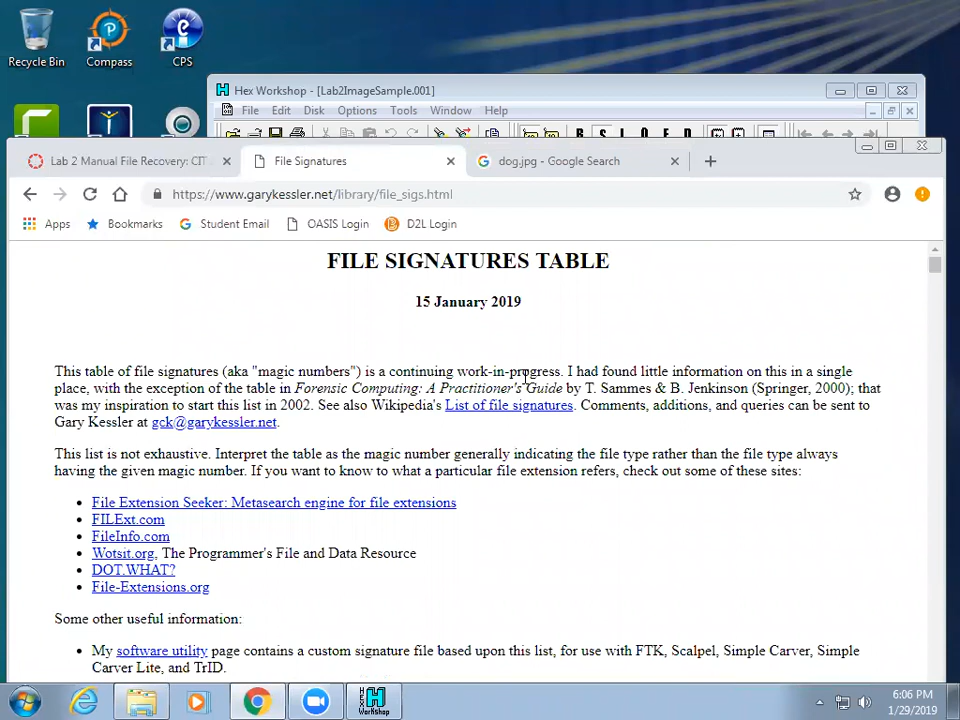 Recycle Bin
Compass
CPS
Hex Workshop - [Lab2ImageSample.001]
File Edit Disk Options Tools Window Help
B S L O F D
Lab 2 Manual File Recovery: CIT
File Signatures
dog.jpg - Google Search
https://www.garykessler.net/library/file_sigs.html
Apps Bookmarks Student Email OASIS Login D2L Login
FILE SIGNATURES TABLE
15 January 2019
This table of file signatures (aka "magic numbers") is a continuing work-in-progress. I had found little information on this in a single
place, with the exception of the table in Forensic Computing: A Practitioner's Guide by T. Sammes & B. Jenkinson (Springer, 2000); that
was my inspiration to start this list in 2002. See also Wikipedia's List of file signatures. Comments, additions, and queries can be sent to
Gary Kessler at gck@garykessler.net.
This list is not exhaustive. Interpret the table as the magic number generally indicating the file type rather than the file type always
having the given magic number. If you want to know to what a particular file extension refers, check out some of these sites:
• File Extension Seeker: Metasearch engine for file extensions
• FILExt.com
• FileInfo.com
• Wotsit.org, The Programmer's File and Data Resource
• DOT.WHAT?
• File-Extensions.org
Some other useful information:
• My software utility page contains a custom signature file based upon this list, for use with FTK, Scalpel, Simple Carver, Simple
Carver Lite, and TrID.
HEX
Workshop
6:06 PM
1/29/2019